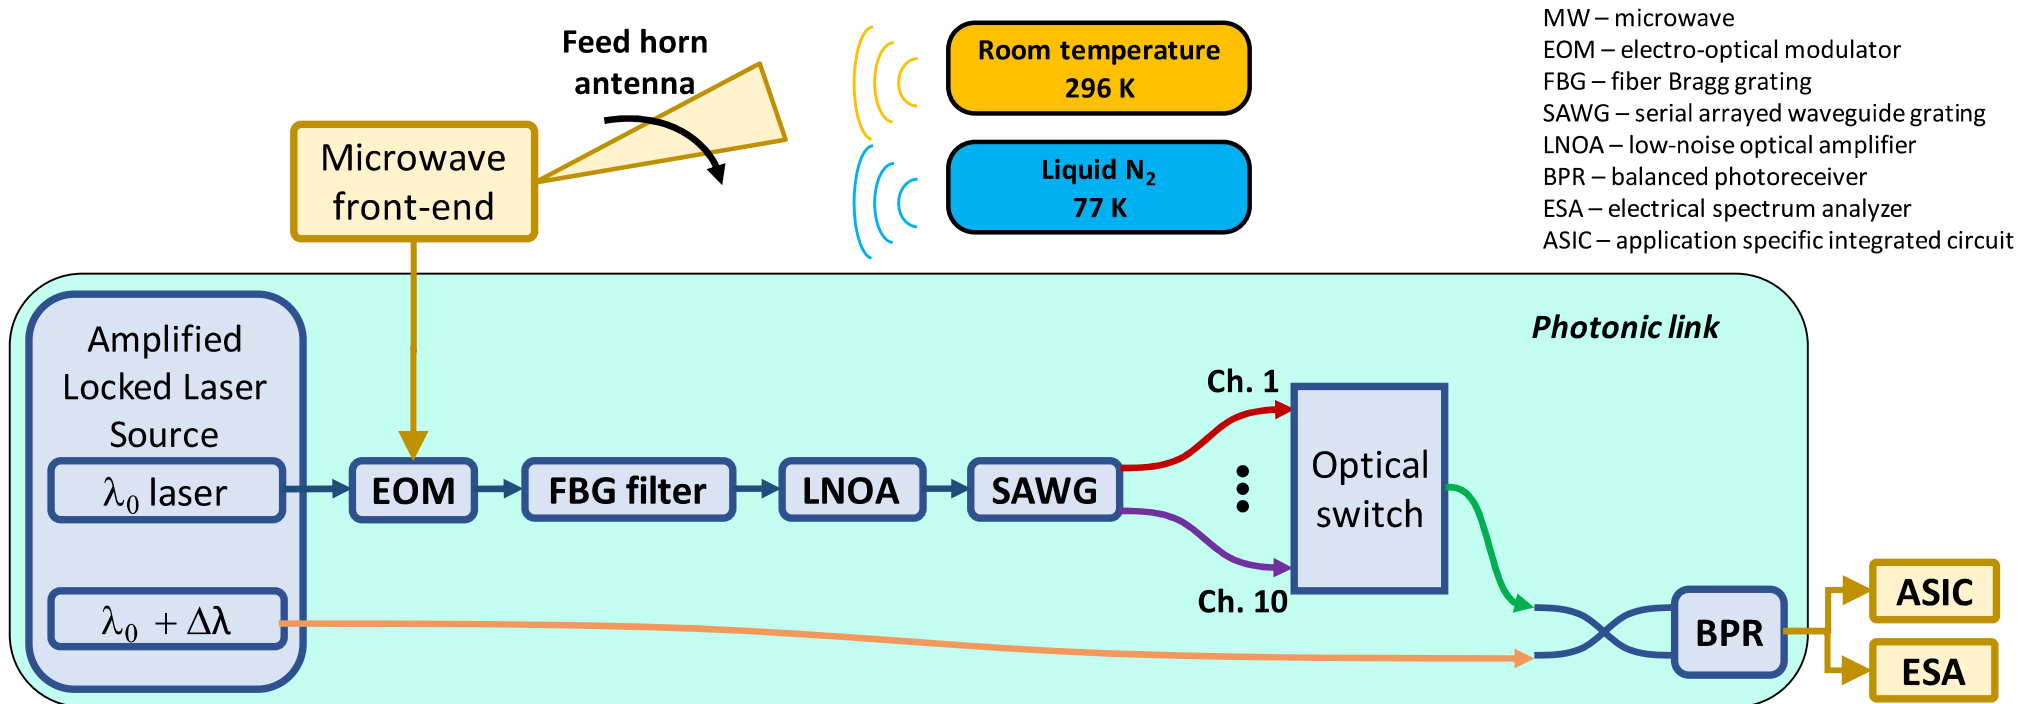 Feed horn
antenna
Room temperature
296 K
Liquid N₂
77 K
MW – microwave
EOM – electro-optical modulator
FBG – fiber Bragg grating
SAWG – serial arrayed waveguide grating
LNOA – low-noise optical amplifier
BPR – balanced photoreceiver
ESA – electrical spectrum analyzer
ASIC – application specific integrated circuit
Microwave
front-end
Photonic link
Amplified
Locked Laser
Source
λ₀ laser
λ₀ + Δλ
EOM
FBG filter
LNOA
SAWG
Ch. 1
Ch. 10
Optical
switch
BPR
ASIC
ESA